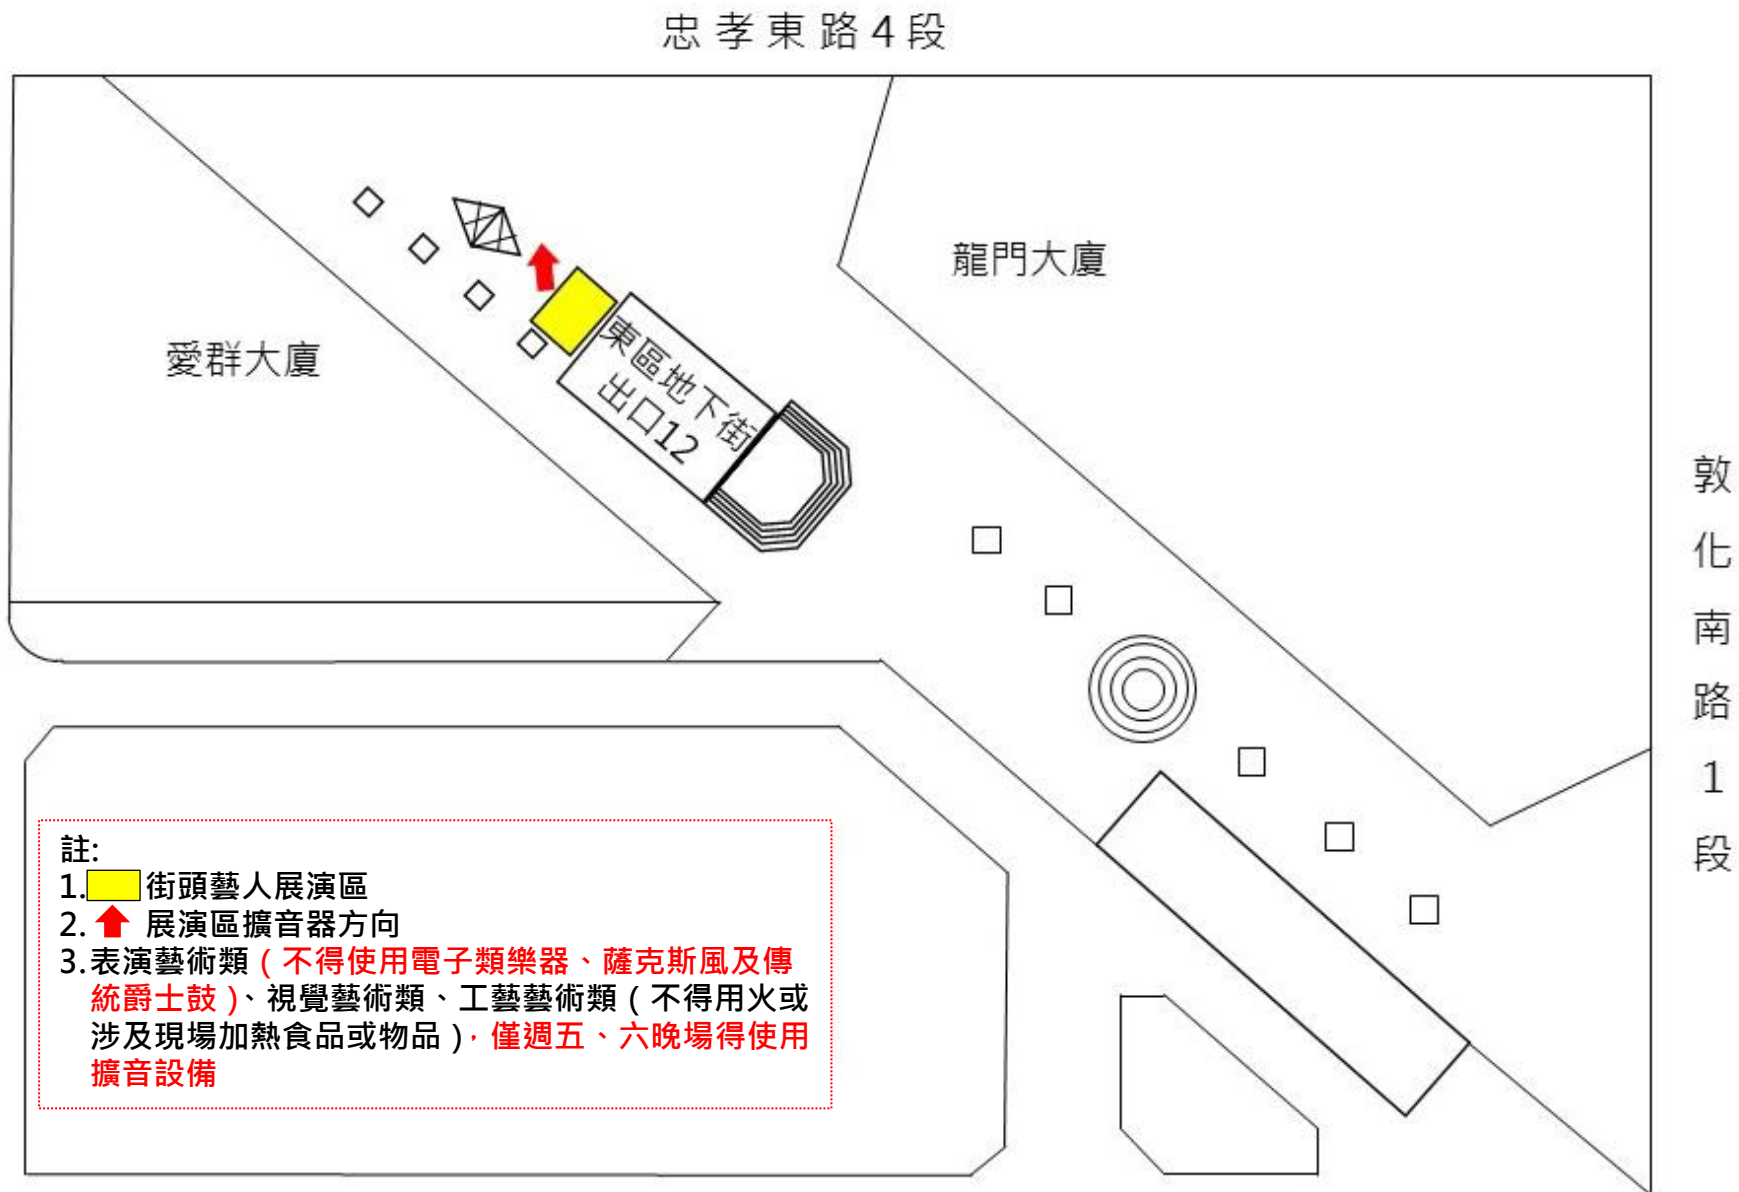 忠孝東路4段
龍門大廈
愛群大廈
東區地下街
出口12
敦化南路1段
註:
1. 街頭藝人展演區
2. 展演區擴音器方向
3.表演藝術類(不得使用電子類樂器、薩克斯風及傳
統爵士鼓)、視覺藝術類、工藝藝術類(不得用火或
涉及現場加熱食品或物品),僅週五、六晚場得使用
擴音設備